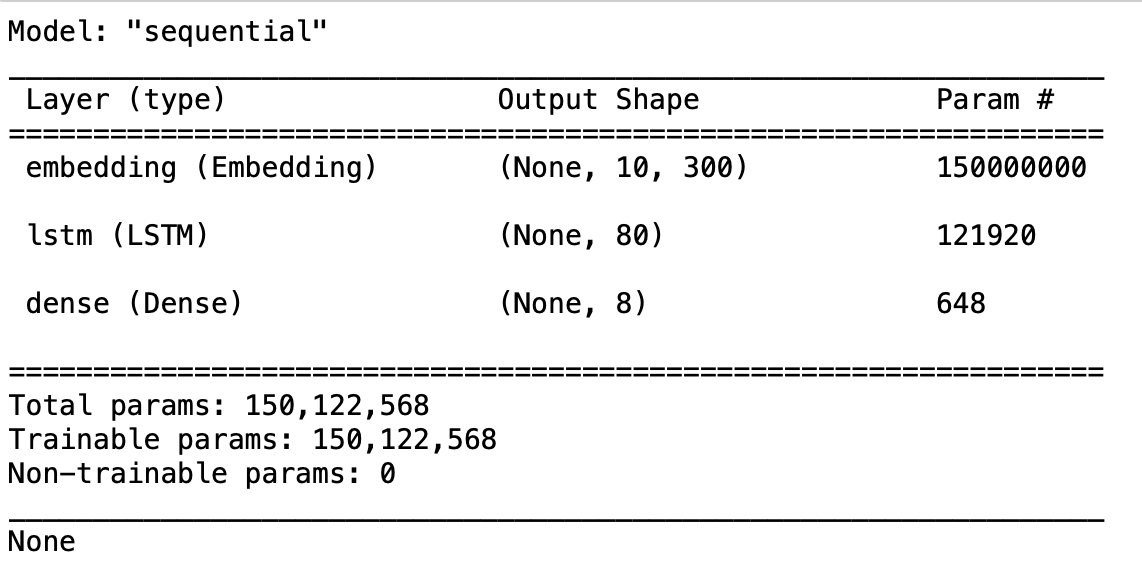 Model: "sequential"
_________________________________________________________________
Layer (type) Output Shape Param #
=================================================================
embedding (Embedding) (None, 10, 300) 150000000
lstm (LSTM) (None, 80) 121920
dense (Dense) (None, 8) 648
=================================================================
Total params: 150,122,568
Trainable params: 150,122,568
Non-trainable params: 0
_________________________________________________________________
None